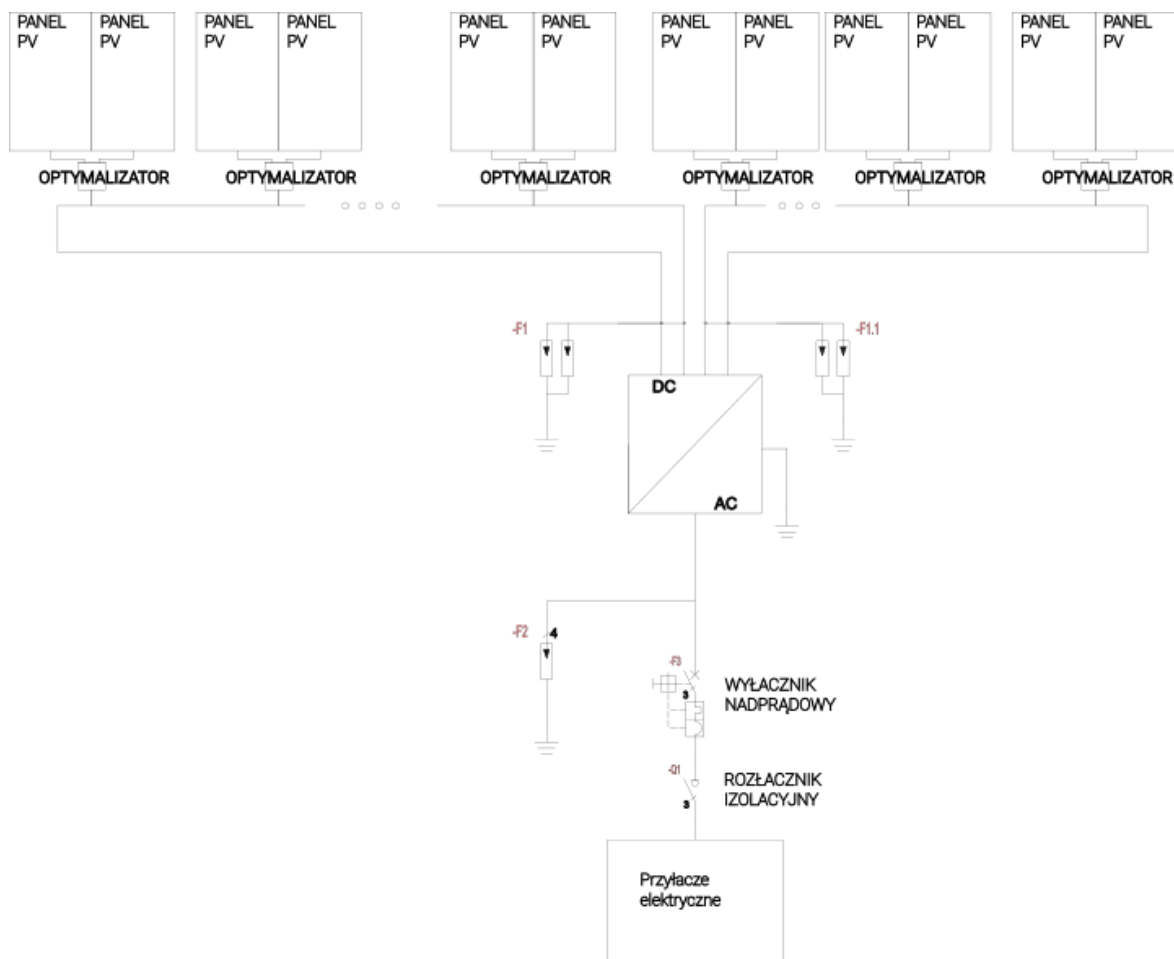 PANEL PV PANEL PV PANEL PV PANEL PV PANEL PV PANEL PV PANEL PV PANEL PV PANEL PV PANEL PV PANEL PV PANEL PV
OPTYMALIZATOR OPTYMALIZATOR OPTYMALIZATOR OPTYMALIZATOR OPTYMALIZATOR OPTYMALIZATOR
-F1
-F1.1
DC
AC
-F2
4
-F3
3
WYŁACZNIK
NADPRĄDOWY
-Q1
3
ROZŁACZNIK
IZOLACYJNY
Przyłacze
elektryczne